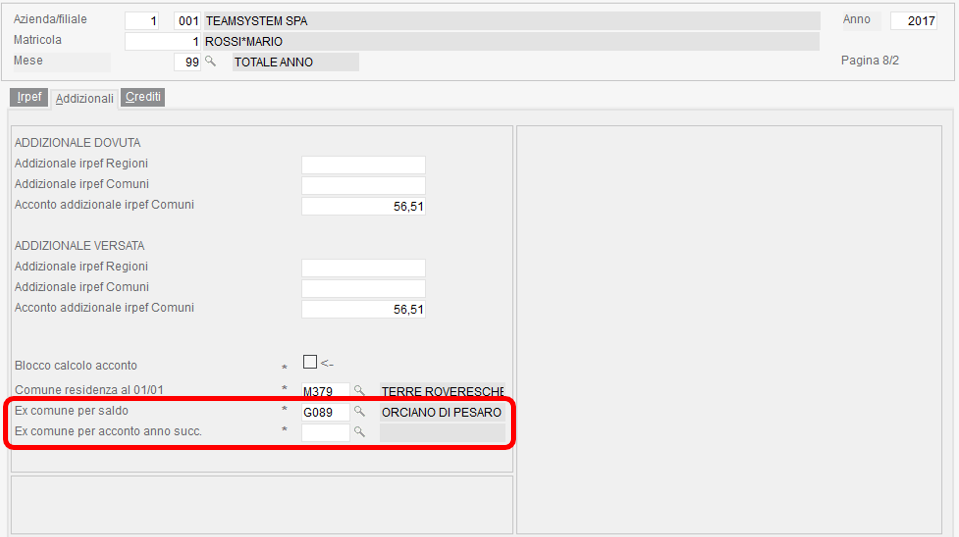 Azienda/filiale 1 001 TEAMSYSTEM SPA Anno 2017
Matricola 1 ROSSI*MARIO
Mese 99 TOTALE ANNO Pagina 8/2
Irpef Addizionali Crediti
ADDIZIONALE DOVUTA
Addizionale irpef Regioni
Addizionale irpef Comuni
Acconto addizionale irpef Comuni 56,51
ADDIZIONALE VERSATA
Addizionale irpef Regioni
Addizionale irpef Comuni
Acconto addizionale irpef Comuni 56,51
Blocco calcolo acconto * <-
Comune residenza al 01/01 * M379 TERRE ROVERESCHE
Ex comune per saldo * G089 ORCIANO DI PESARO
Ex comune per acconto anno succ. *